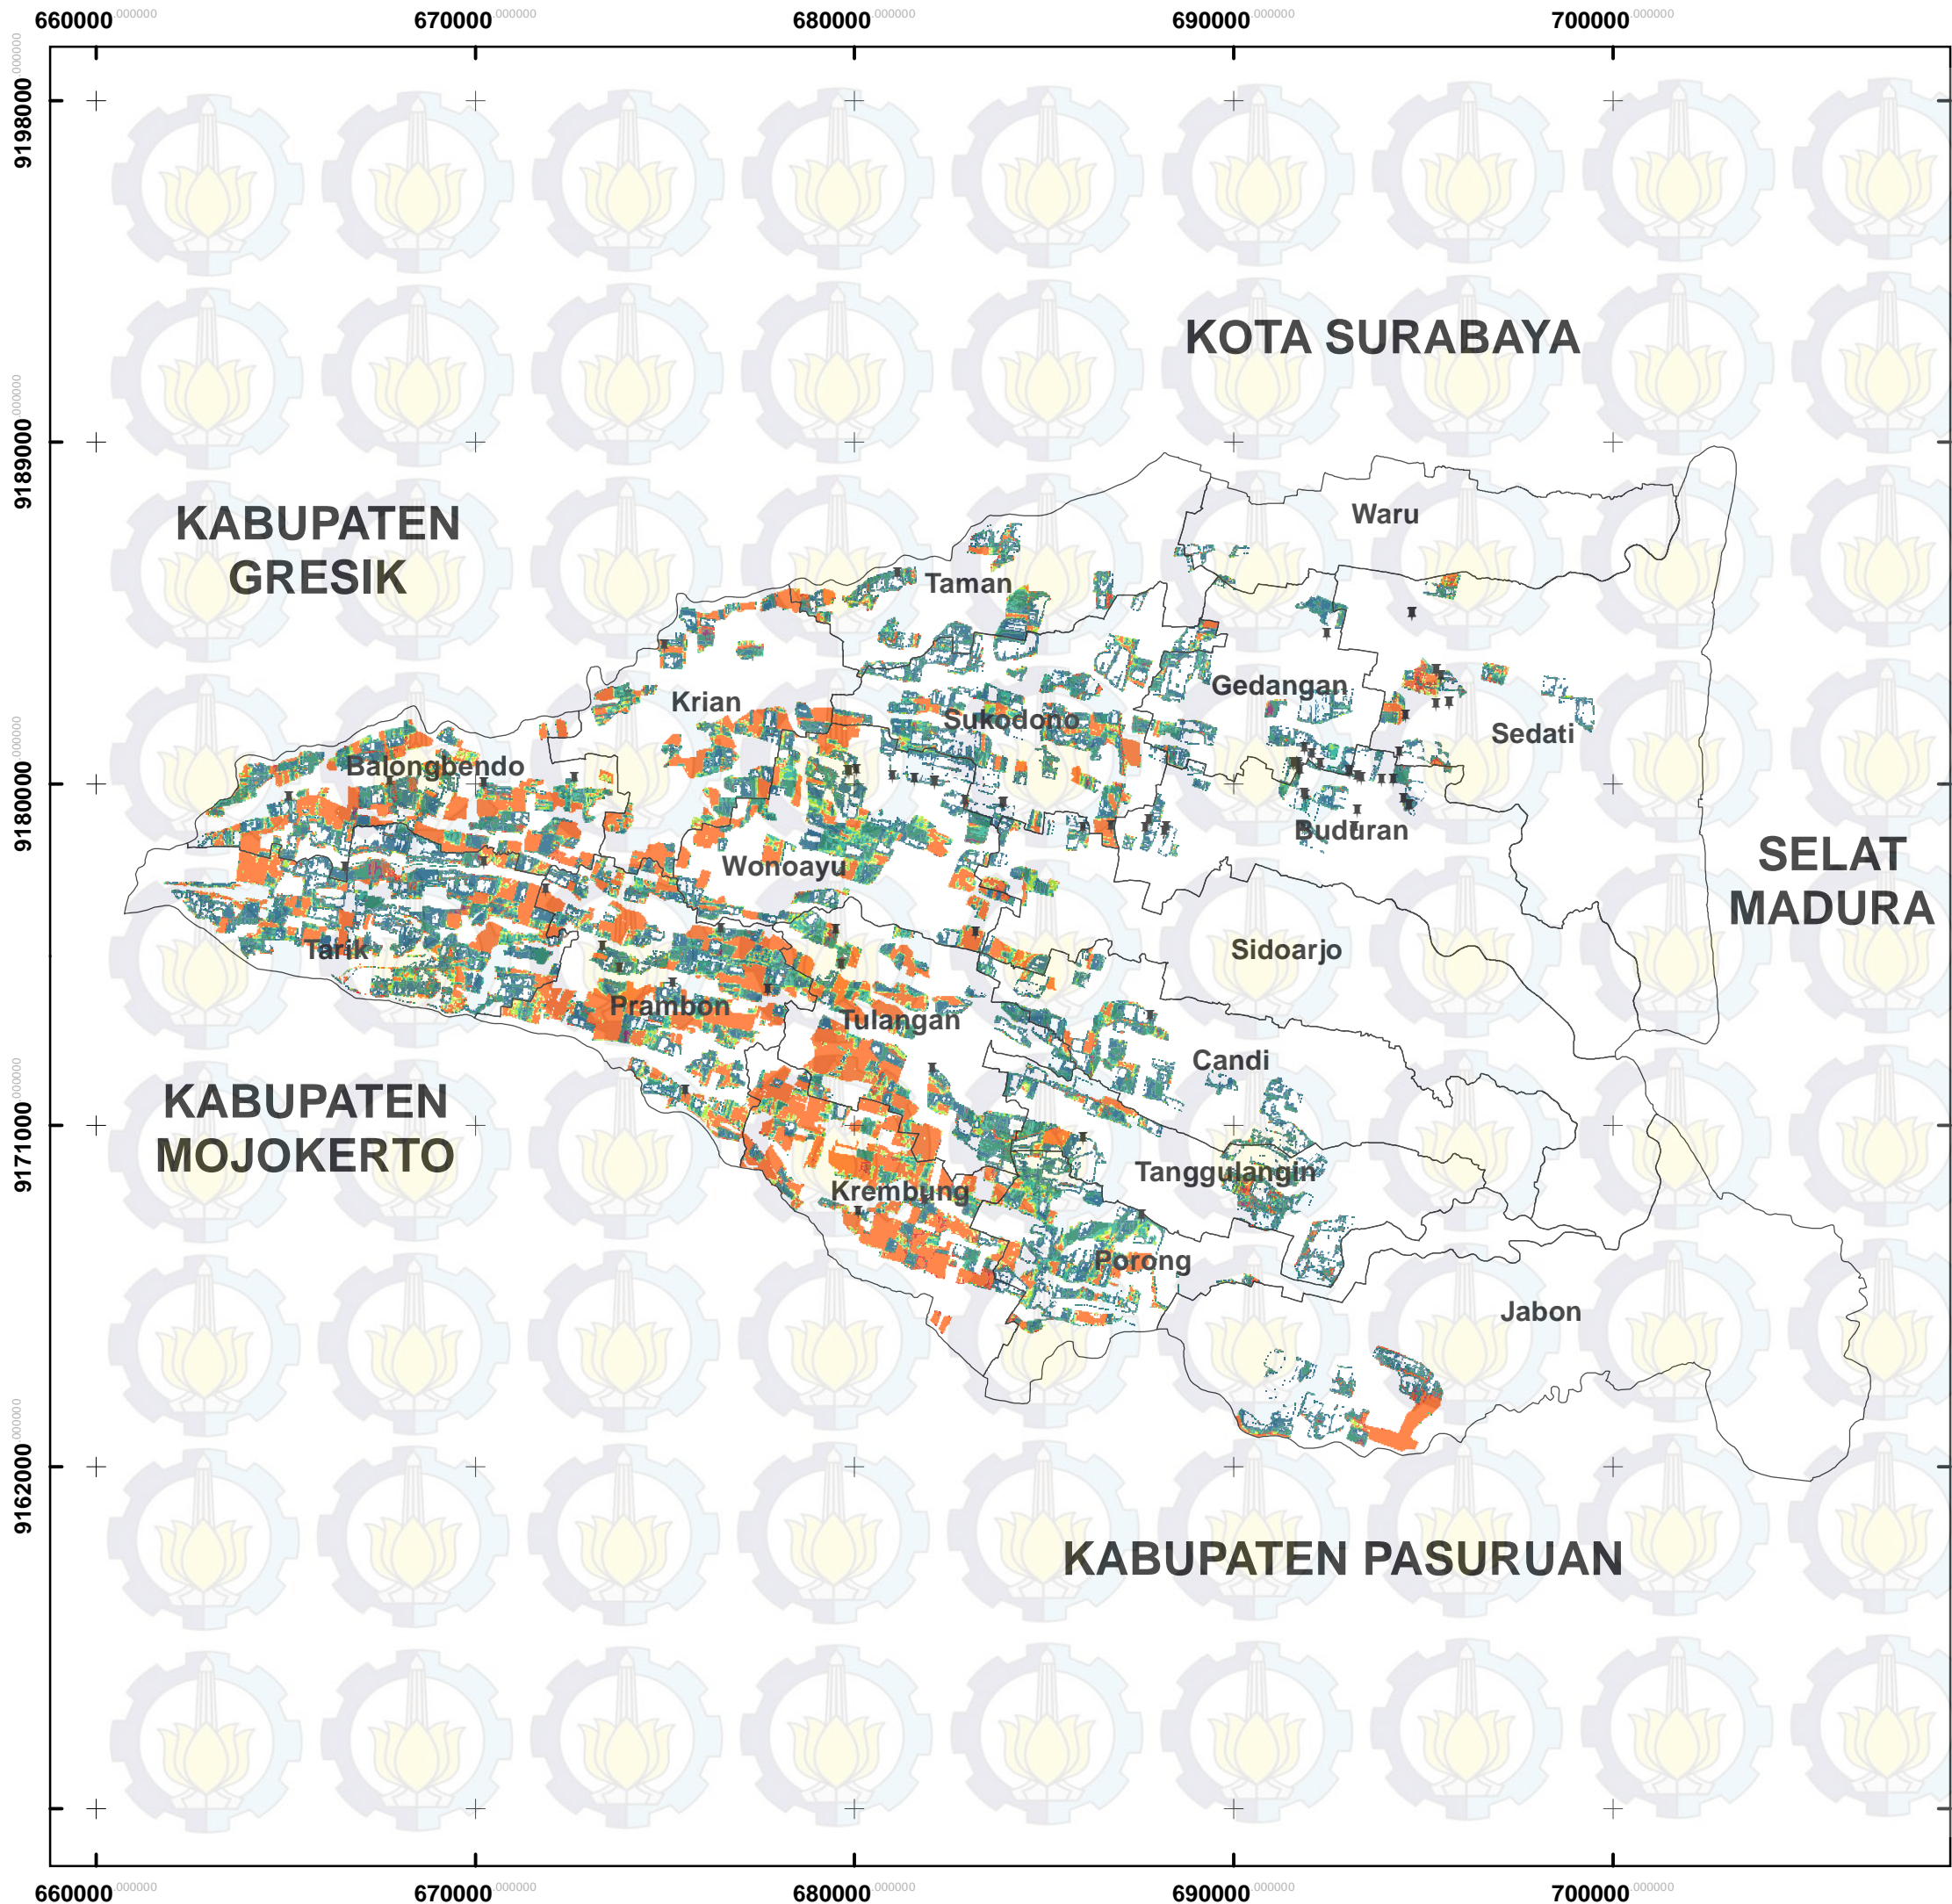 660000.000000 670000.000000 680000.000000 690000.000000 700000.000000
9198000.000000
9189000.000000
9180000.000000
9171000.000000
9162000.000000
KOTA SURABAYA
KABUPATEN
GRESIK
Waru
Taman
Gedangan
Krian
Sukodono
Sedati
Balongbendo
Buduran
SELAT
MADURA
Wonoayu
Tarik
Sidoarjo
Prambon
Tulangan
Candi
KABUPATEN
MOJOKERTO
Tanggulangin
Krembung
Porong
Jabon
KABUPATEN PASURUAN
660000.000000 670000.000000 680000.000000 690000.000000 700000.000000